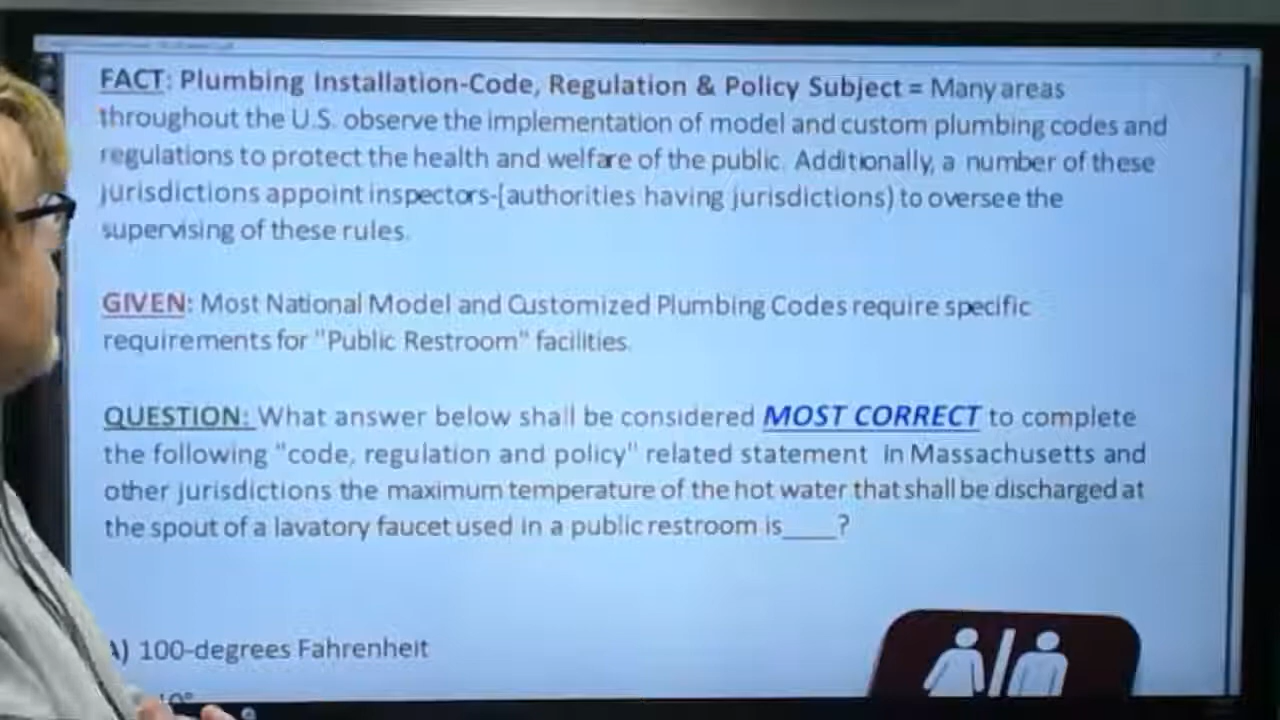 FACT: Plumbing Installation-Code, Regulation & Policy Subject = Many areas
throughout the U.S. observe the implementation of model and custom plumbing codes and
regulations to protect the health and welfare of the public. Additionally, a number of these
jurisdictions appoint inspectors-(authorities having jurisdictions) to oversee the
supervising of these rules.
GIVEN: Most National Model and Customized Plumbing Codes require specific
requirements for "Public Restroom" facilities.
QUESTION: What answer below shall be considered MOST CORRECT to complete
the following "code, regulation and policy" related statement in Massachusetts and
other jurisdictions the maximum temperature of the hot water that shall be discharged at
the spout of a lavatory faucet used in a public restroom is____?
A) 100-degrees Fahrenheit